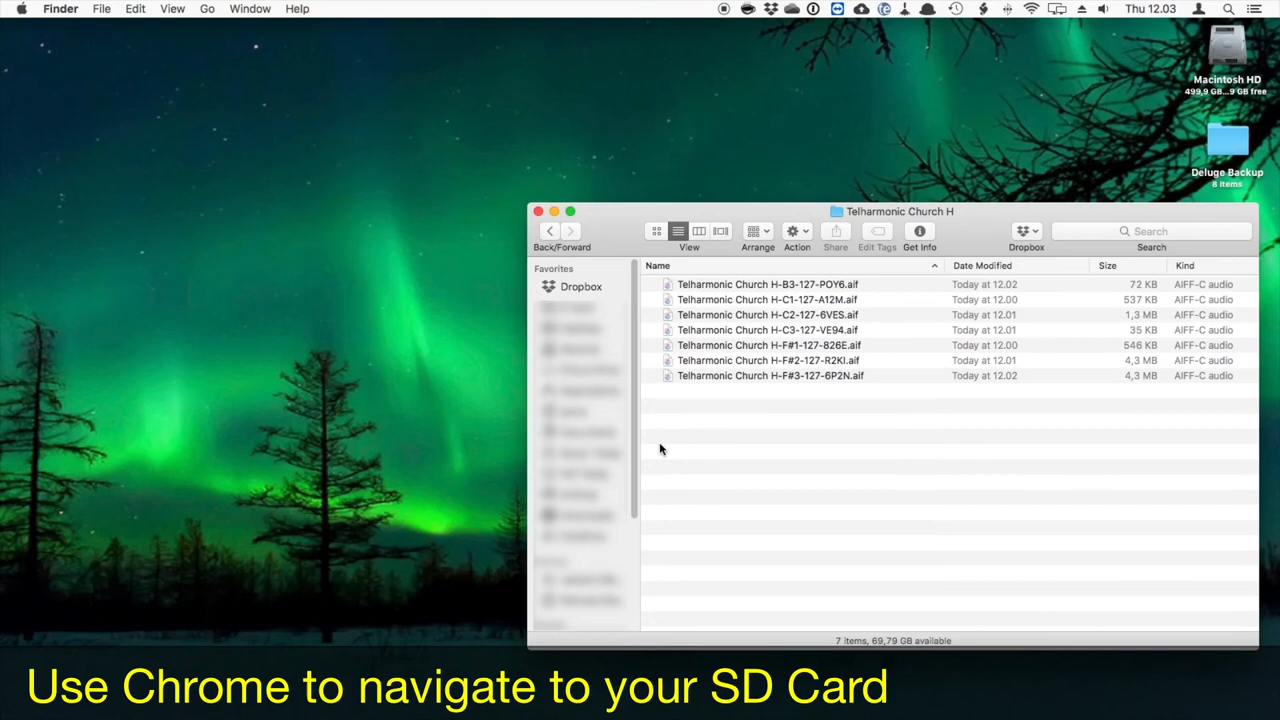 Finder File Edit View Go Window Help Thu 12.03
Macintosh HD
499,9 GB...9 GB free
Deluge Backup
8 items
Telharmonic Church H
Back/Forward View Arrange Action Share Edit Tags Get Info Dropbox Search
Search
Favorites
Dropbox
Name Date Modified Size Kind
Telharmonic Church H-B3-127-POY6.aif Today at 12.02 72 KB AIFF-C audio
Telharmonic Church H-C1-127-A12M.aif Today at 12.00 537 KB AIFF-C audio
Telharmonic Church H-C2-127-6VES.aif Today at 12.01 1,3 MB AIFF-C audio
Telharmonic Church H-C3-127-VE94.aif Today at 12.01 35 KB AIFF-C audio
Telharmonic Church H-F#1-127-826E.aif Today at 12.00 546 KB AIFF-C audio
Telharmonic Church H-F#2-127-R2KI.aif Today at 12.01 4,3 MB AIFF-C audio
Telharmonic Church H-F#3-127-6P2N.aif Today at 12.02 4,3 MB AIFF-C audio
7 items, 69,79 GB available
Use Chrome to navigate to your SD Card